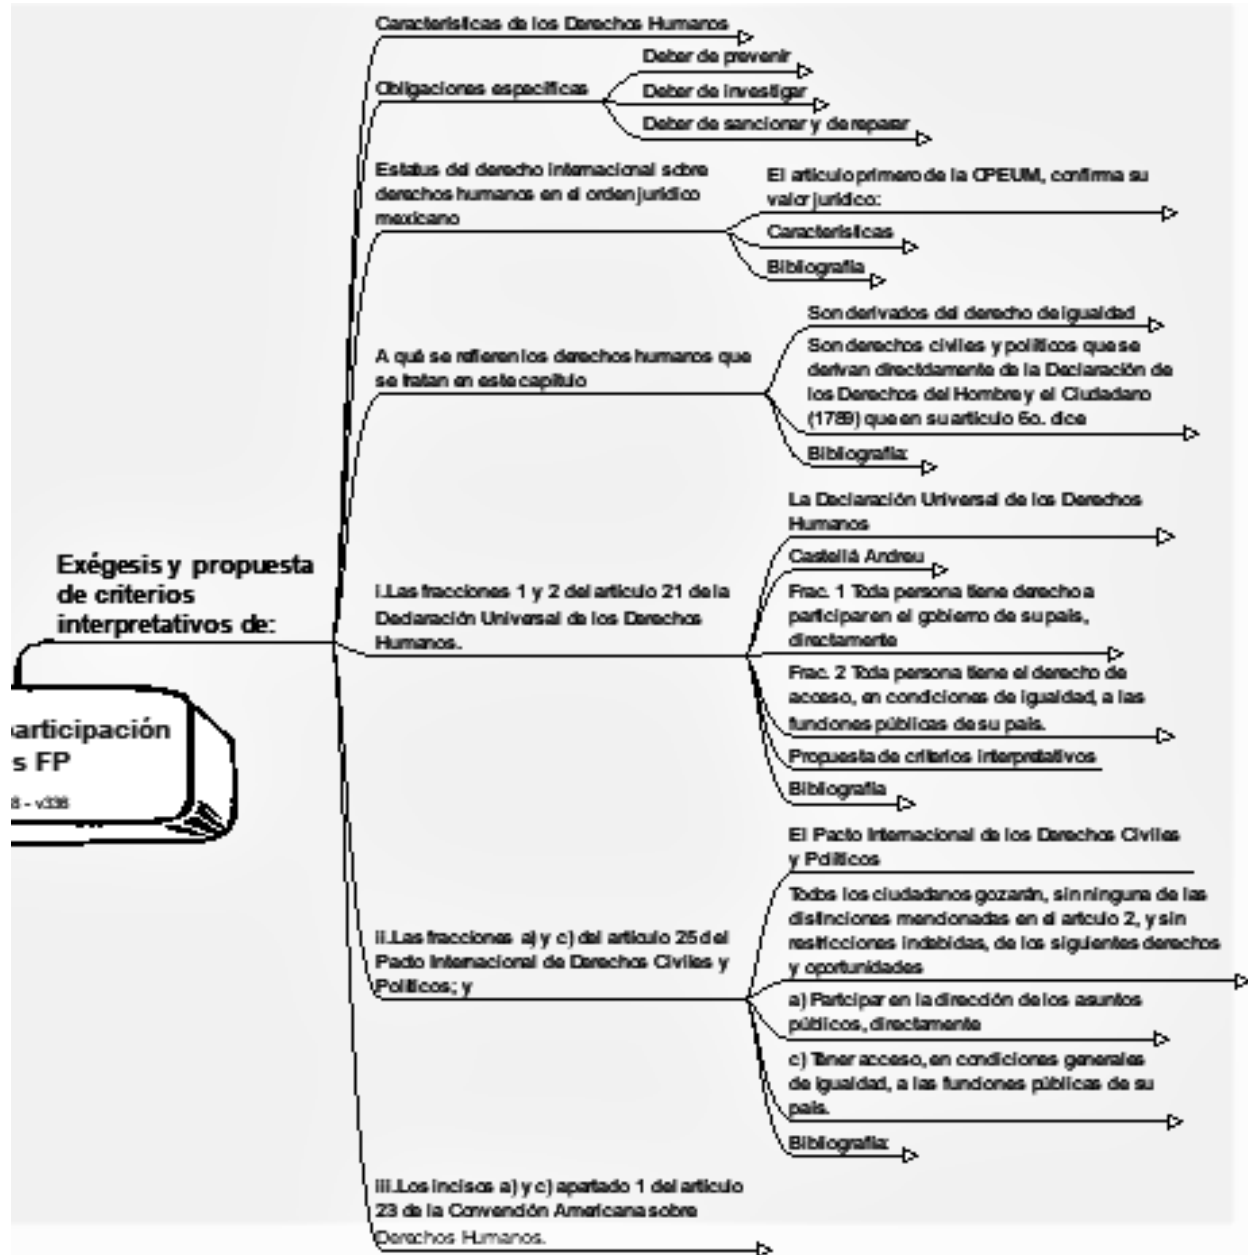 Características de los Derechos Humanos
Obligaciones específicas
Deber de prevenir
Deber de investigar
Deber de sancionar y de reparar
Estatus del derecho internacional sobre
derechos humanos en el orden jurídico
mexicano
El artículo primero de la CPEUM, confirma su
valor jurídico:
Características
Bibliografía
A qué se refieren los derechos humanos que
se tratan en este capítulo
Son derivados del derecho de igualdad
Son derechos civiles y políticos que se
derivan directdamente de la Declaración de
los Derechos del Hombre y el Ciudadano
(1789) que en su artículo 6o. dice
Bibliografía:
Exégesis y propuesta
de criterios
interpretativos de:
articipación
s FP
8 - v336
i.Las fracciones 1 y 2 del artículo 21 de la
Declaración Universal de los Derechos
Humanos.
La Declaración Universal de los Derechos
Humanos
Castellá Andreu
Frac. 1 Toda persona tiene derecho a
participar en el gobierno de su país,
directamente
Frac. 2 Toda persona tiene el derecho de
acceso, en condiciones de igualdad, a las
funciones públicas de su país.
Propuesta de criterios interpretativos
Bibliografía
ii.Las fracciones a) y c) del artículo 25 del
Pacto Internacional de Derechos Civiles y
Políticos; y
El Pacto Internacional de los Derechos Civiles
y Políticos
Todos los ciudadanos gozarán, sin ninguna de las
distinciones mencionadas en el artculo 2, y sin
restricciones indebidas, de los siguientes derechos
y oportunidades
a) Partcipar en la dirección de los asuntos
públicos, directamente
c) Tener acceso, en condiciones generales
de igualdad, a las funciones públicas de su
país.
Bibliografía:
iii.Los incisos a) y c) apartado 1 del artículo
23 de la Convención Americana sobre
Derechos Humanos.